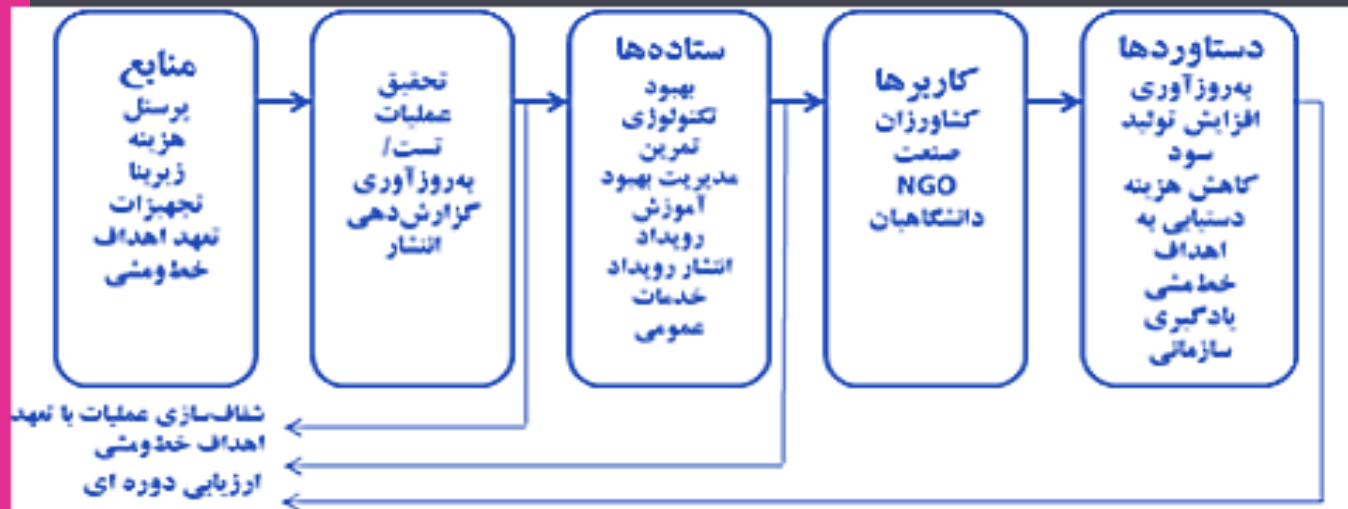 منابع
پرسنل
هزینه
زیربنا
تجهیزات
تعهد اهداف
خط‌ومشی
تحقیق
عملیات
تست/
به‌روزآوری
گزارش‌دهی
انتشار
ستاده‌ها
بهبود
تکنولوژی
تمرین
مدیریت بهبود
آموزش
رویداد
انتشار رویداد
خدمات
عمومی
کاربرها
کشاورزان
صنعت
NGO
دانشگاهیان
دستاوردها
به‌روزآوری
افزایش تولید
سود
کاهش هزینه
دستیابی به
اهداف
خط‌مشی
یادگیری
سازمانی
شفاف‌سازی عملیات با تعهد
اهداف خط‌ومشی
ارزیابی دوره ای